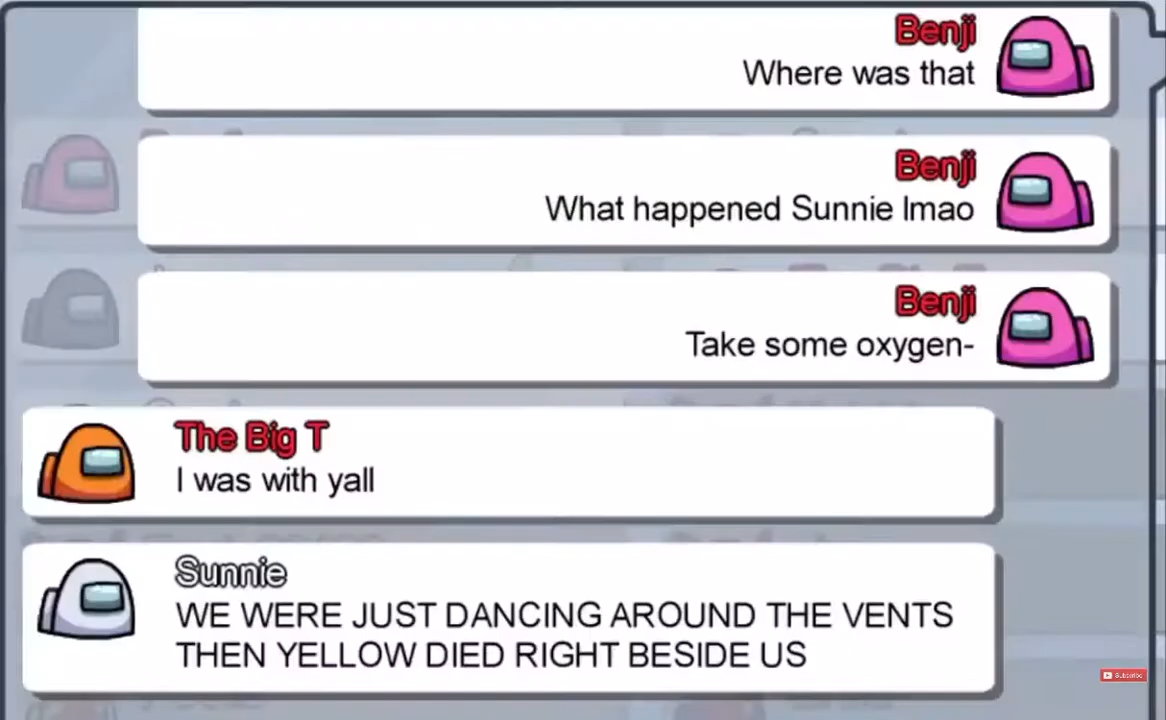 Benji
Where was that
Benji
What happened Sunnie lmao
Benji
Take some oxygen-
The Big T
I was with yall
Sunnie
WE WERE JUST DANCING AROUND THE VENTS
THEN YELLOW DIED RIGHT BESIDE US
Subscribe